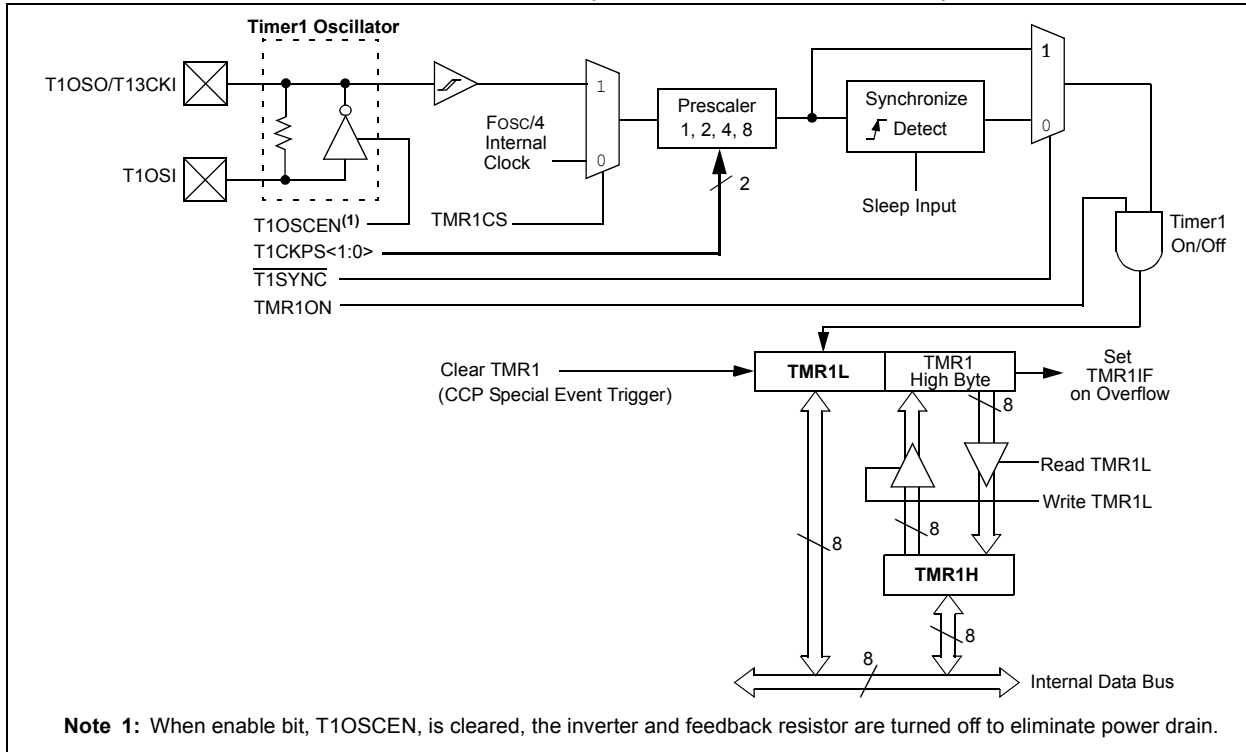 Timer1 Oscillator
T1OSO/T13CKI
T1OSI
FOSC/4
Internal
Clock
1
0
Prescaler
1, 2, 4, 8
2
Synchronize
Detect
Sleep Input
1
0
T1OSCEN(1)
TMR1CS
T1CKPS<1:0>
T1SYNC
TMR1ON
Timer1
On/Off
Clear TMR1
(CCP Special Event Trigger)
TMR1L
TMR1
High Byte
Set
TMR1IF
on Overflow
8
Read TMR1L
Write TMR1L
8
8
TMR1H
8
8
Internal Data Bus
Note 1: When enable bit, T1OSCEN, is cleared, the inverter and feedback resistor are turned off to eliminate power drain.